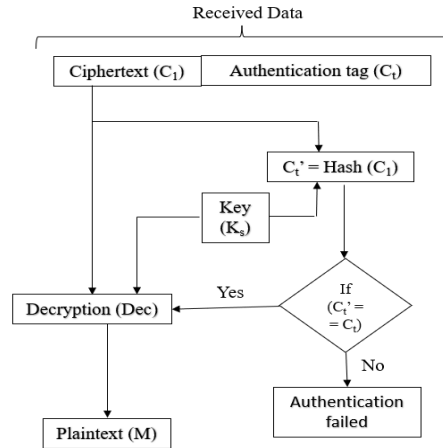 Received Data
Ciphertext (C₁)
Authentication tag (Cₜ)
Cₜ’ = Hash (C₁)
Key
(Kₛ)
If
(Cₜ’ =
= Cₜ)
Yes
Decryption (Dec)
No
Authentication
failed
Plaintext (M)